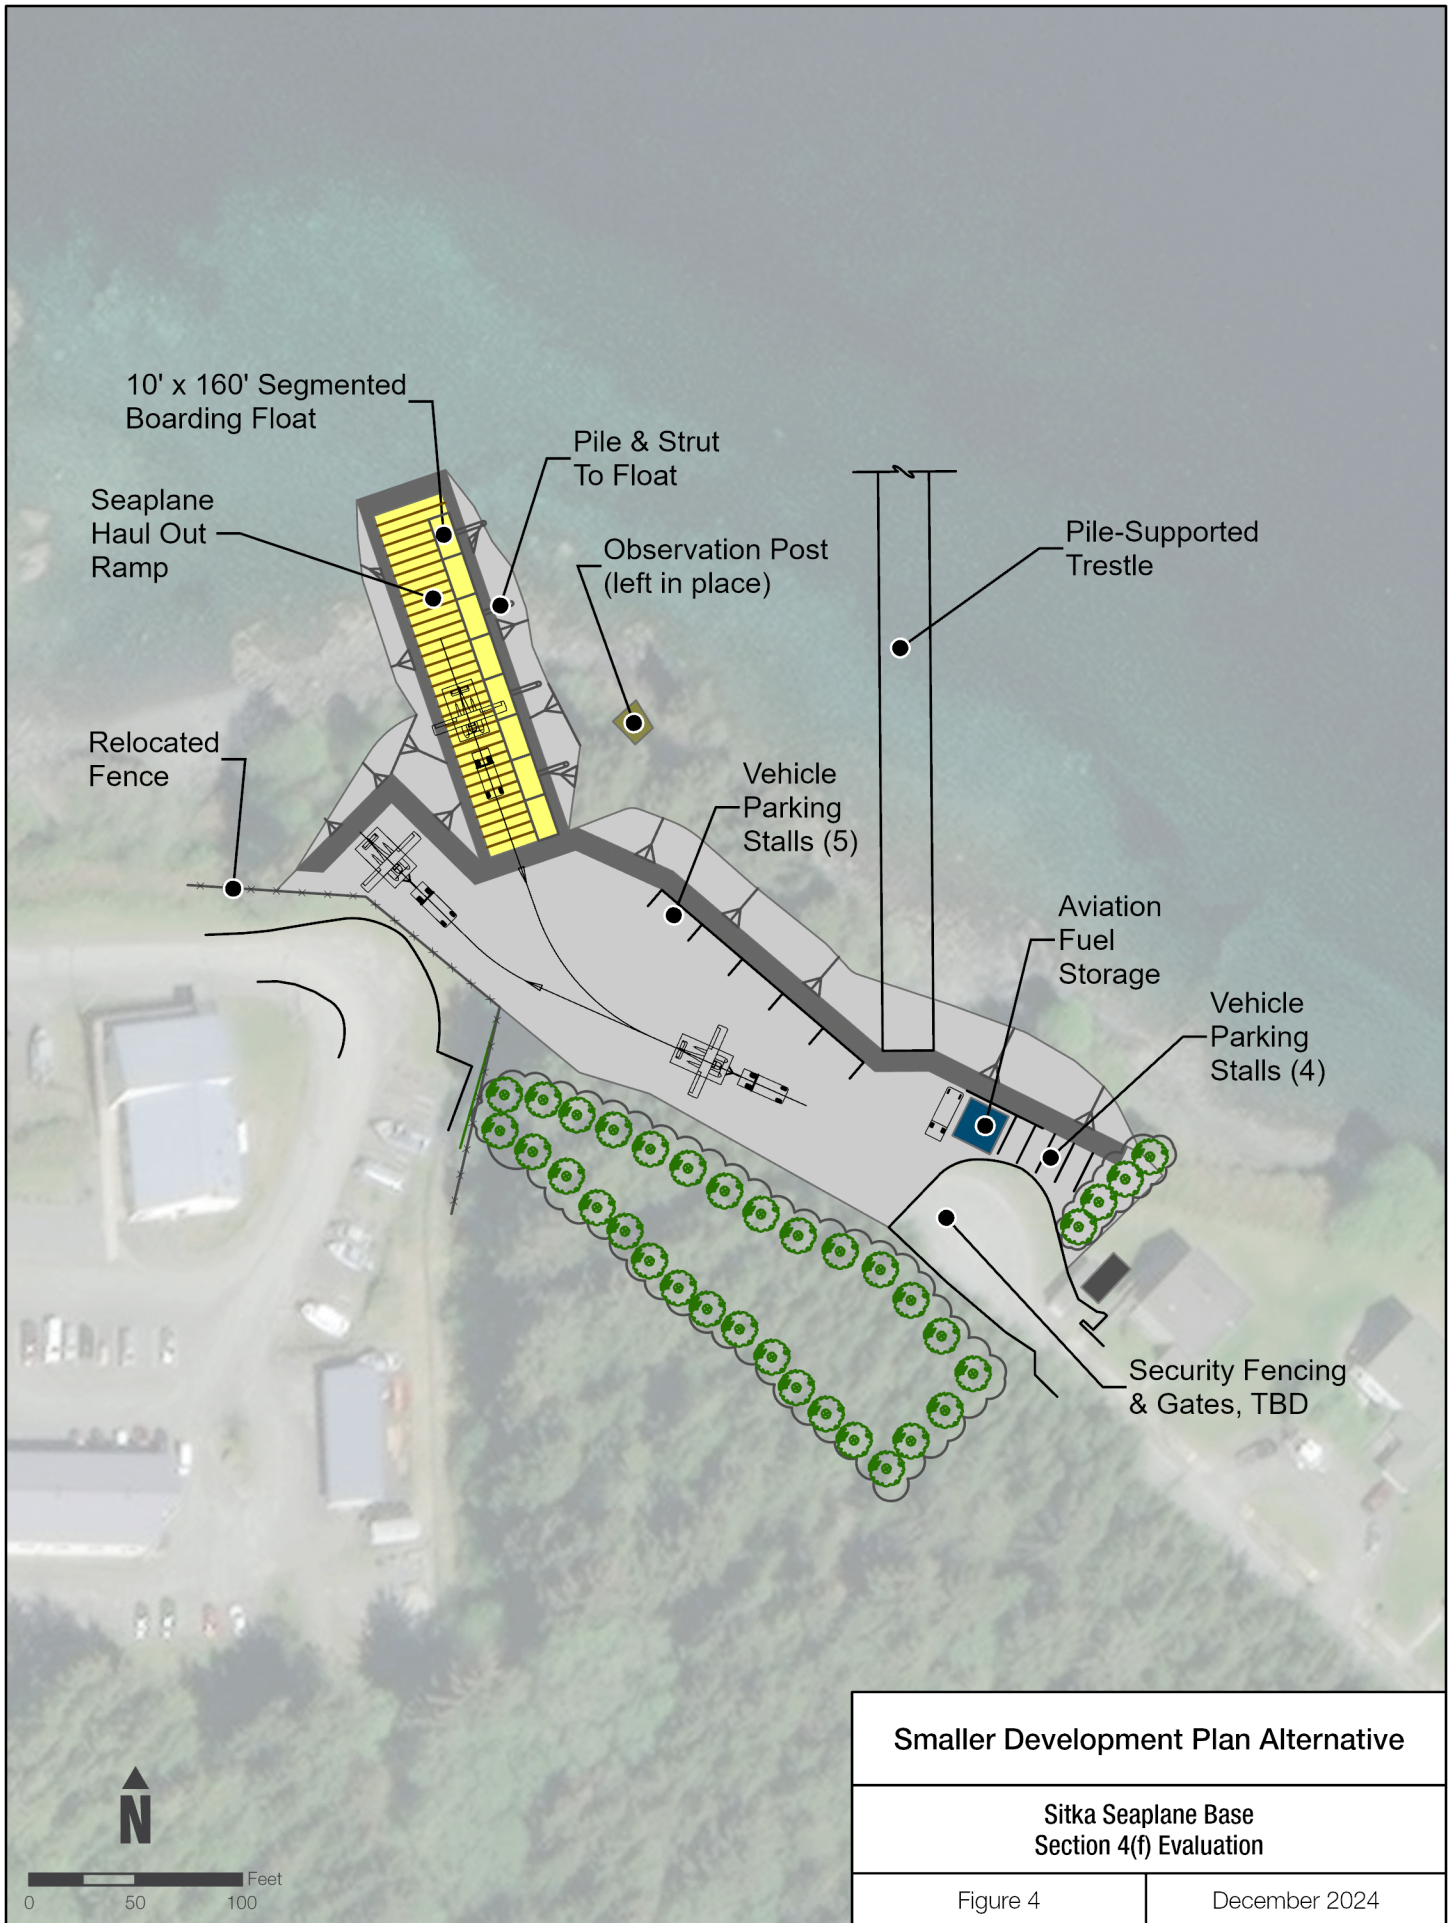 10' x 160' Segmented
Boarding Float
Pile & Strut
To Float
Seaplane
Haul Out
Ramp
Observation Post
(left in place)
Pile-Supported
Trestle
Relocated
Fence
Vehicle
Parking
Stalls (5)
Aviation
Fuel
Storage
Vehicle
Parking
Stalls (4)
Security Fencing
& Gates, TBD
Smaller Development Plan Alternative
Sitka Seaplane Base
Section 4(f) Evaluation
Figure 4
December 2024
N
Feet
0 50 100